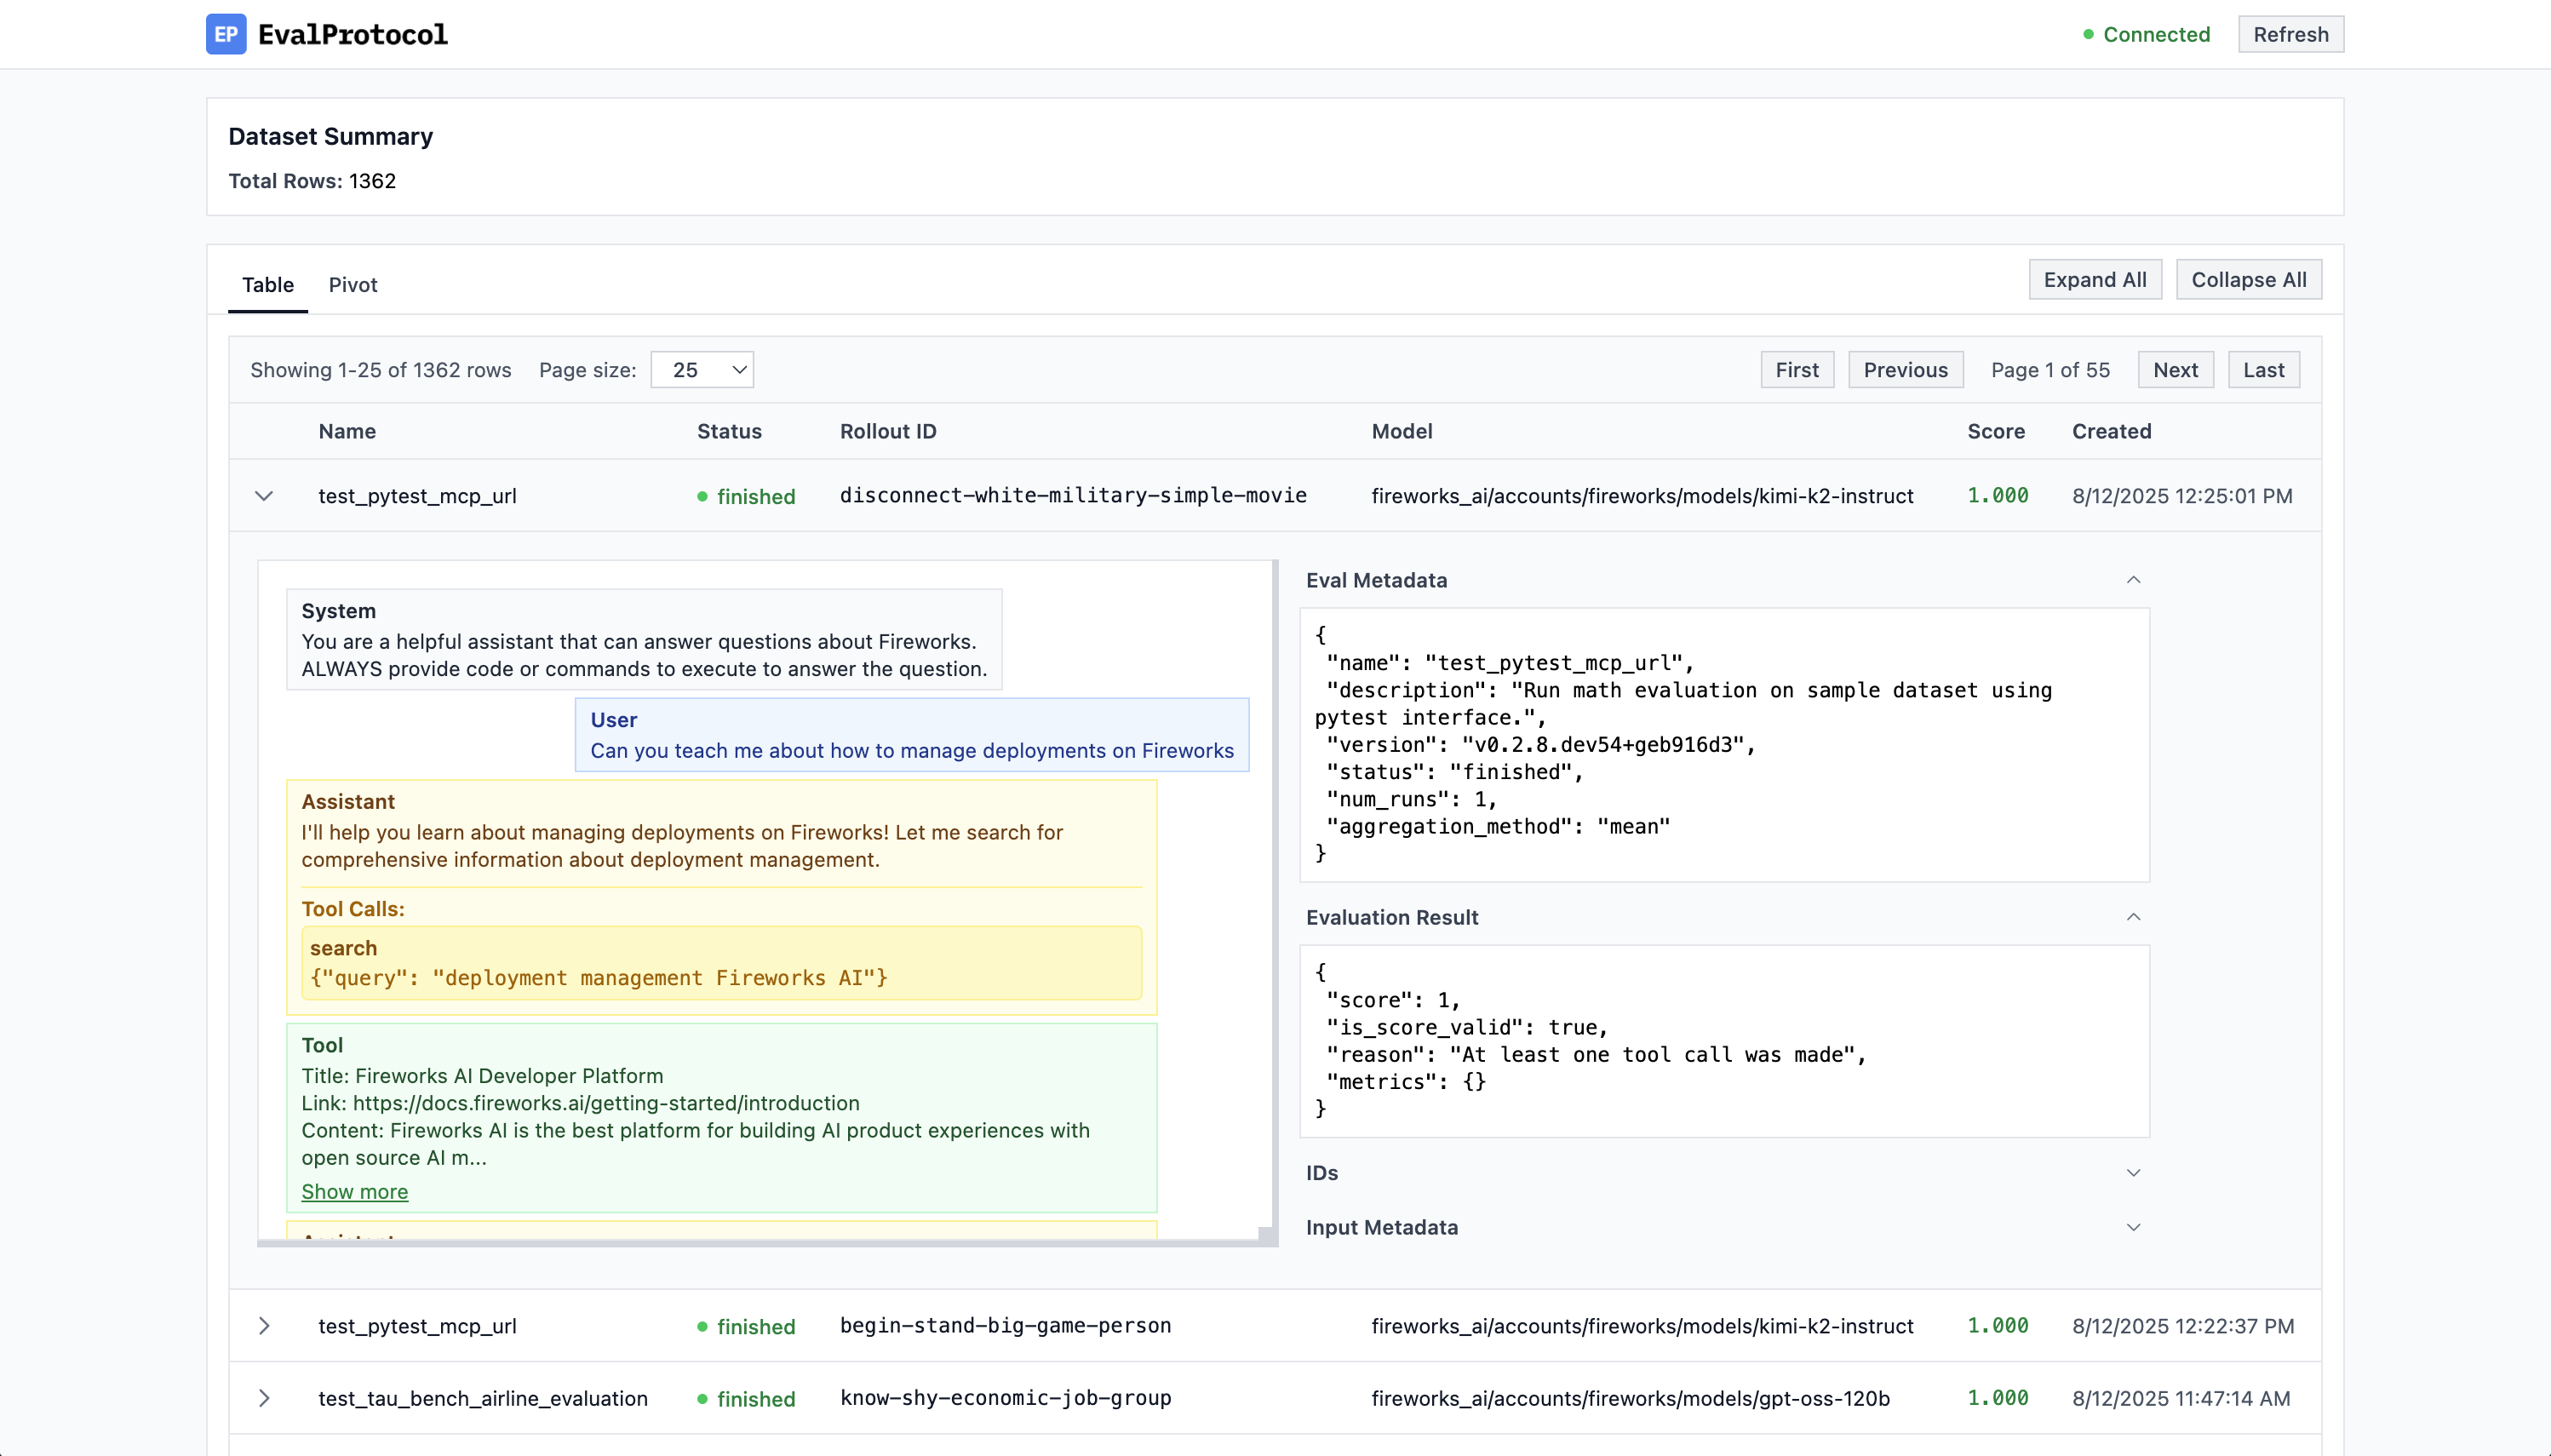 EP EvalProtocol
Connected Refresh
Dataset Summary
Total Rows: 1362
Table Pivot Expand All Collapse All
Showing 1-25 of 1362 rows Page size: 25 First Previous Page 1 of 55 Next Last
Name Status Rollout ID Model Score Created
test_pytest_mcp_url finished disconnect-white-military-simple-movie fireworks_ai/accounts/fireworks/models/kimi-k2-instruct 1.000 8/12/2025 12:25:01 PM
System
You are a helpful assistant that can answer questions about Fireworks.
ALWAYS provide code or commands to execute to answer the question.
User
Can you teach me about how to manage deployments on Fireworks
Assistant
I'll help you learn about managing deployments on Fireworks! Let me search for
comprehensive information about deployment management.
Tool Calls:
search
{"query": "deployment management Fireworks AI"}
Tool
Title: Fireworks AI Developer Platform
Link: https://docs.fireworks.ai/getting-started/introduction
Content: Fireworks AI is the best platform for building AI product experiences with
open source AI m...
Show more
Assistant
Eval Metadata
{
"name": "test_pytest_mcp_url",
"description": "Run math evaluation on sample dataset using
pytest interface.",
"version": "v0.2.8.dev54+geb916d3",
"status": "finished",
"num_runs": 1,
"aggregation_method": "mean"
}
Evaluation Result
{
"score": 1,
"is_score_valid": true,
"reason": "At least one tool call was made",
"metrics": {}
}
IDs
Input Metadata
test_pytest_mcp_url finished begin-stand-big-game-person fireworks_ai/accounts/fireworks/models/kimi-k2-instruct 1.000 8/12/2025 12:22:37 PM
test_tau_bench_airline_evaluation finished know-shy-economic-job-group fireworks_ai/accounts/fireworks/models/gpt-oss-120b 1.000 8/12/2025 11:47:14 AM